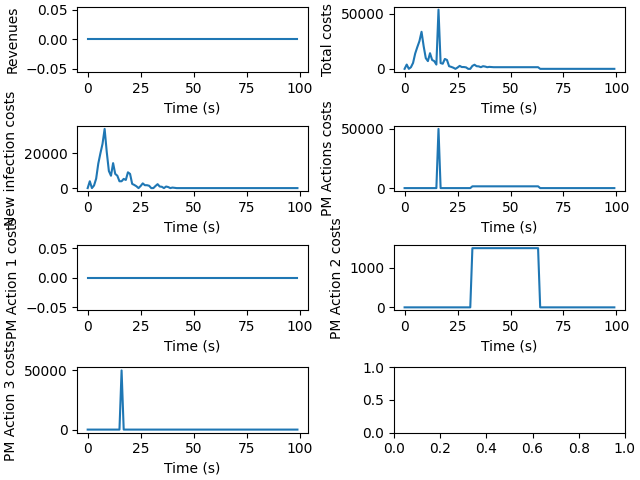 Revenues
0.05
0.00
−0.05
0 25 50 75 100
Time (s)
Total costs
50000
0
0 25 50 75 100
Time (s)
New infection costs
20000
0
0 25 50 75 100
Time (s)
PM Actions costs
50000
0
0 25 50 75 100
Time (s)
PM Action 1 costs
0.05
0.00
−0.05
0 25 50 75 100
Time (s)
PM Action 2 costs
1000
0
0 25 50 75 100
Time (s)
PM Action 3 costs
50000
0
0 25 50 75 100
Time (s)
1.0
0.5
0.0
0.0 0.2 0.4 0.6 0.8 1.0